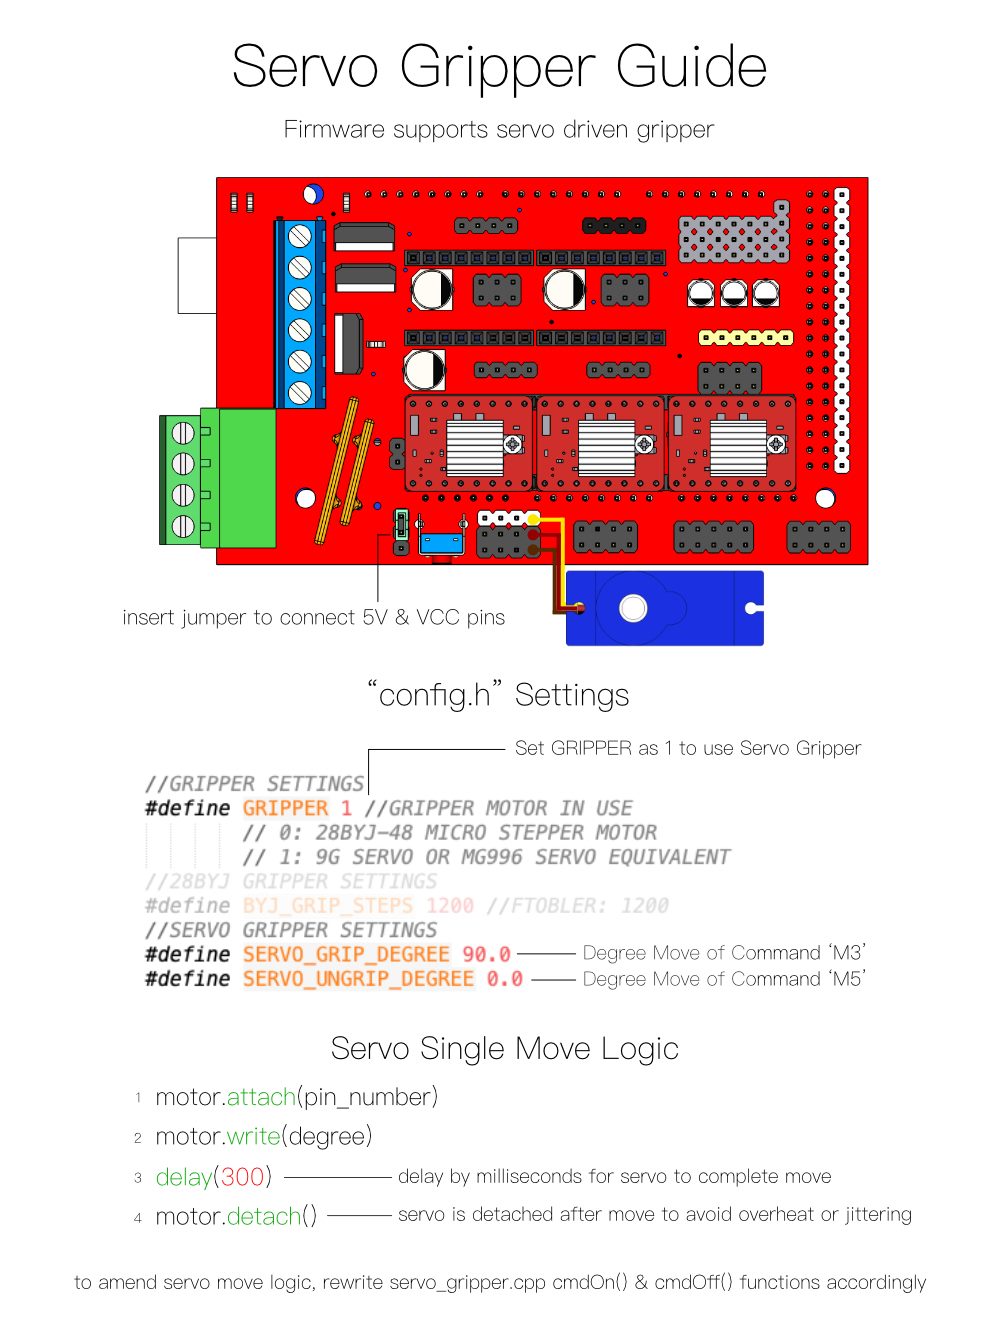 Servo Gripper Guide
Firmware supports servo driven gripper
insert jumper to connect 5V & VCC pins
“config.h” Settings
Set GRIPPER as 1 to use Servo Gripper
//GRIPPER SETTINGS
#define GRIPPER 1 //GRIPPER MOTOR IN USE
// 0: 28BYJ-48 MICRO STEPPER MOTOR
// 1: 9G SERVO OR MG996 SERVO EQUIVALENT
//28BYJ GRIPPER SETTINGS
#define BYJ_GRIP_STEPS 1200 //FTOBLER: 1200
//SERVO GRIPPER SETTINGS
#define SERVO_GRIP_DEGREE 90.0 Degree Move of Command ‘M3’
#define SERVO_UNGRIP_DEGREE 0.0 Degree Move of Command ‘M5’
Servo Single Move Logic
1 motor.attach(pin_number)
2 motor.write(degree)
3 delay(300) delay by milliseconds for servo to complete move
4 motor.detach() servo is detached after move to avoid overheat or jittering
to amend servo move logic, rewrite servo_gripper.cpp cmdOn() & cmdOff() functions accordingly